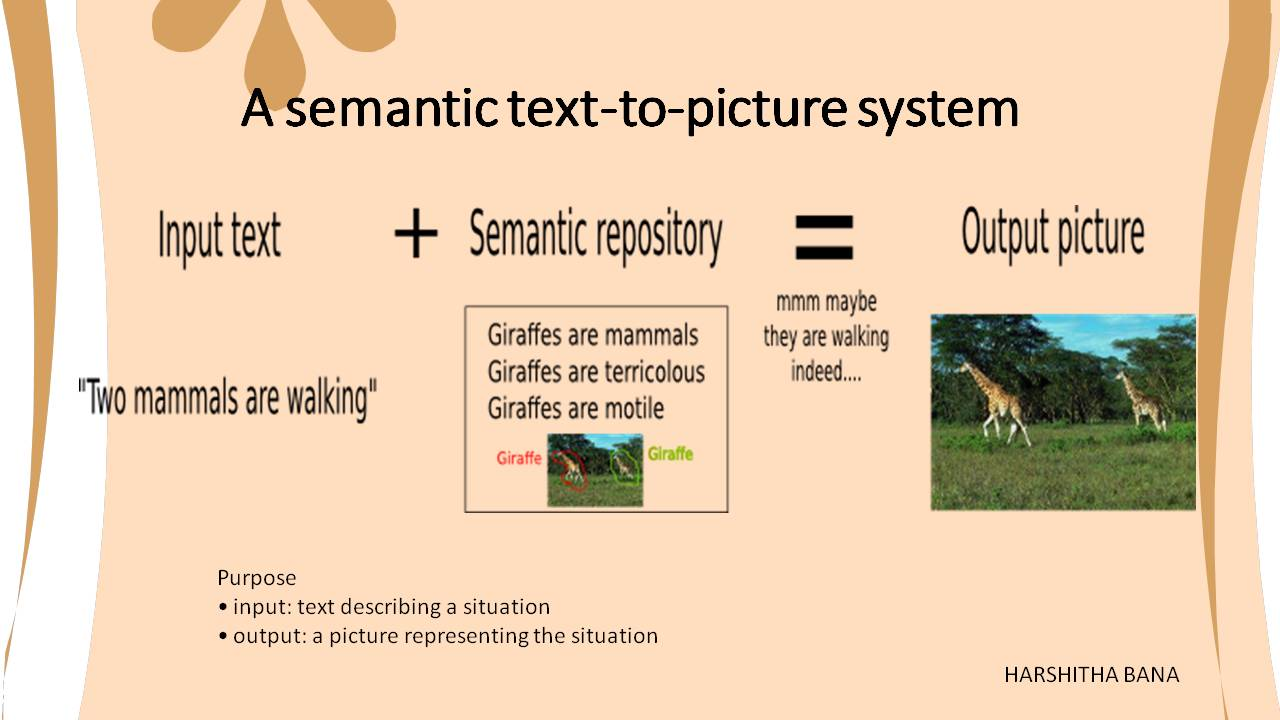 A semantic text-to-picture system
Input text + Semantic repository = Output picture
"Two mammals are walking"
Giraffes are mammals
Giraffes are terricolous
Giraffes are motile
Giraffe Giraffe
mmm maybe
they are walking
indeed....
Purpose
• input: text describing a situation
• output: a picture representing the situation
HARSHITHA BANA